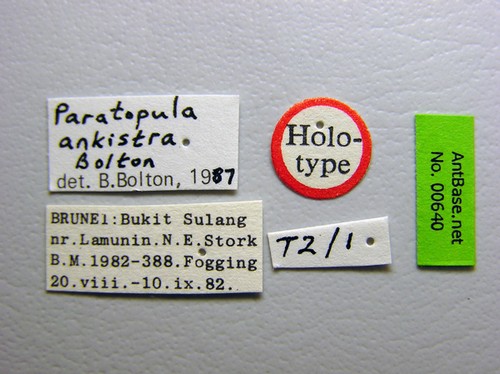 Paratopula
ankistra
Bolton
det. B.Bolton, 1987
Holo-
type
AntBase.net
No. 00640
BRUNEI:Bukit Sulang
nr.Lamunin.N.E.Stork
B.M.1982-388.Fogging
20.viii.-10.ix.82.
T2/1